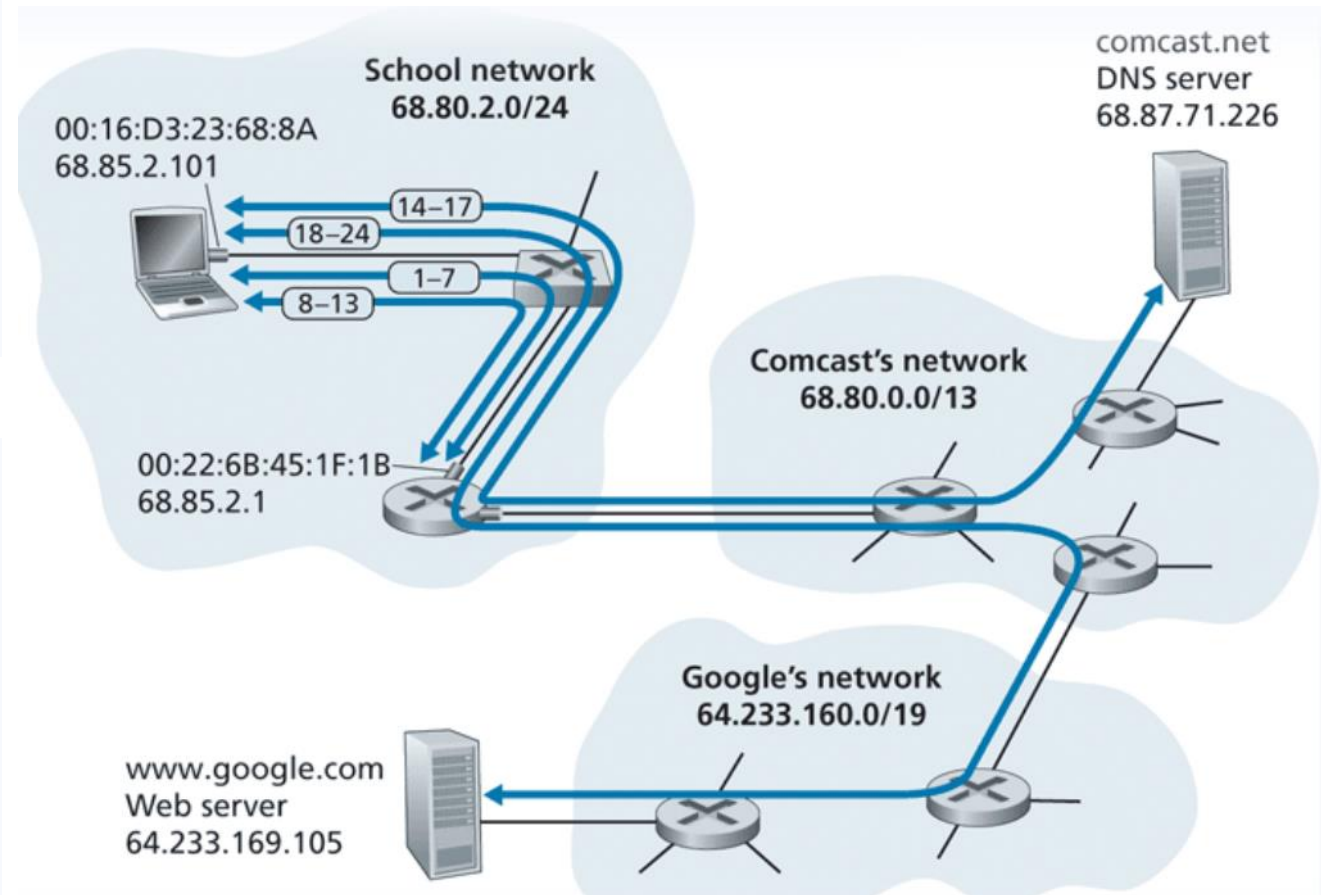 School network
68.80.2.0/24
comcast.net
DNS server
68.87.71.226
00:16:D3:23:68:8A
68.85.2.101
14–17
18–24
1–7
8–13
Comcast's network
68.80.0.0/13
00:22:6B:45:1F:1B
68.85.2.1
Google's network
64.233.160.0/19
www.google.com
Web server
64.233.169.105